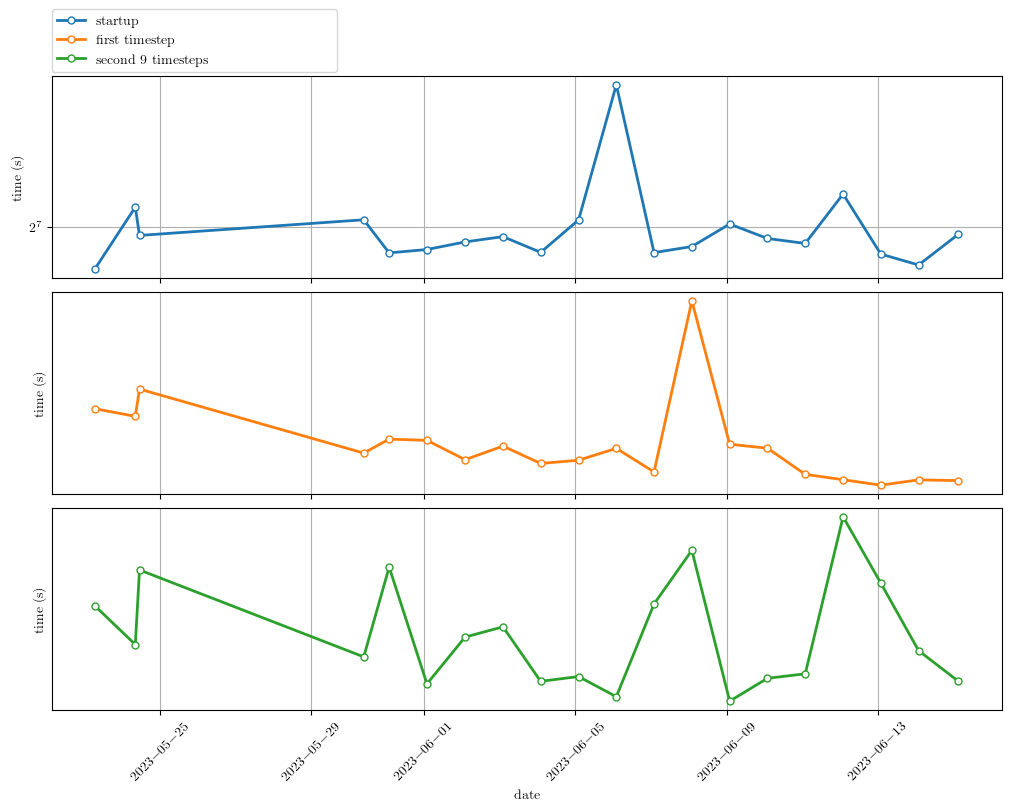 startup
first timestep
second 9 timesteps
time (s)
2^7
time (s)
time (s)
2023−05−25
2023−05−29
2023−06−01
2023−06−05
2023−06−09
2023−06−13
date